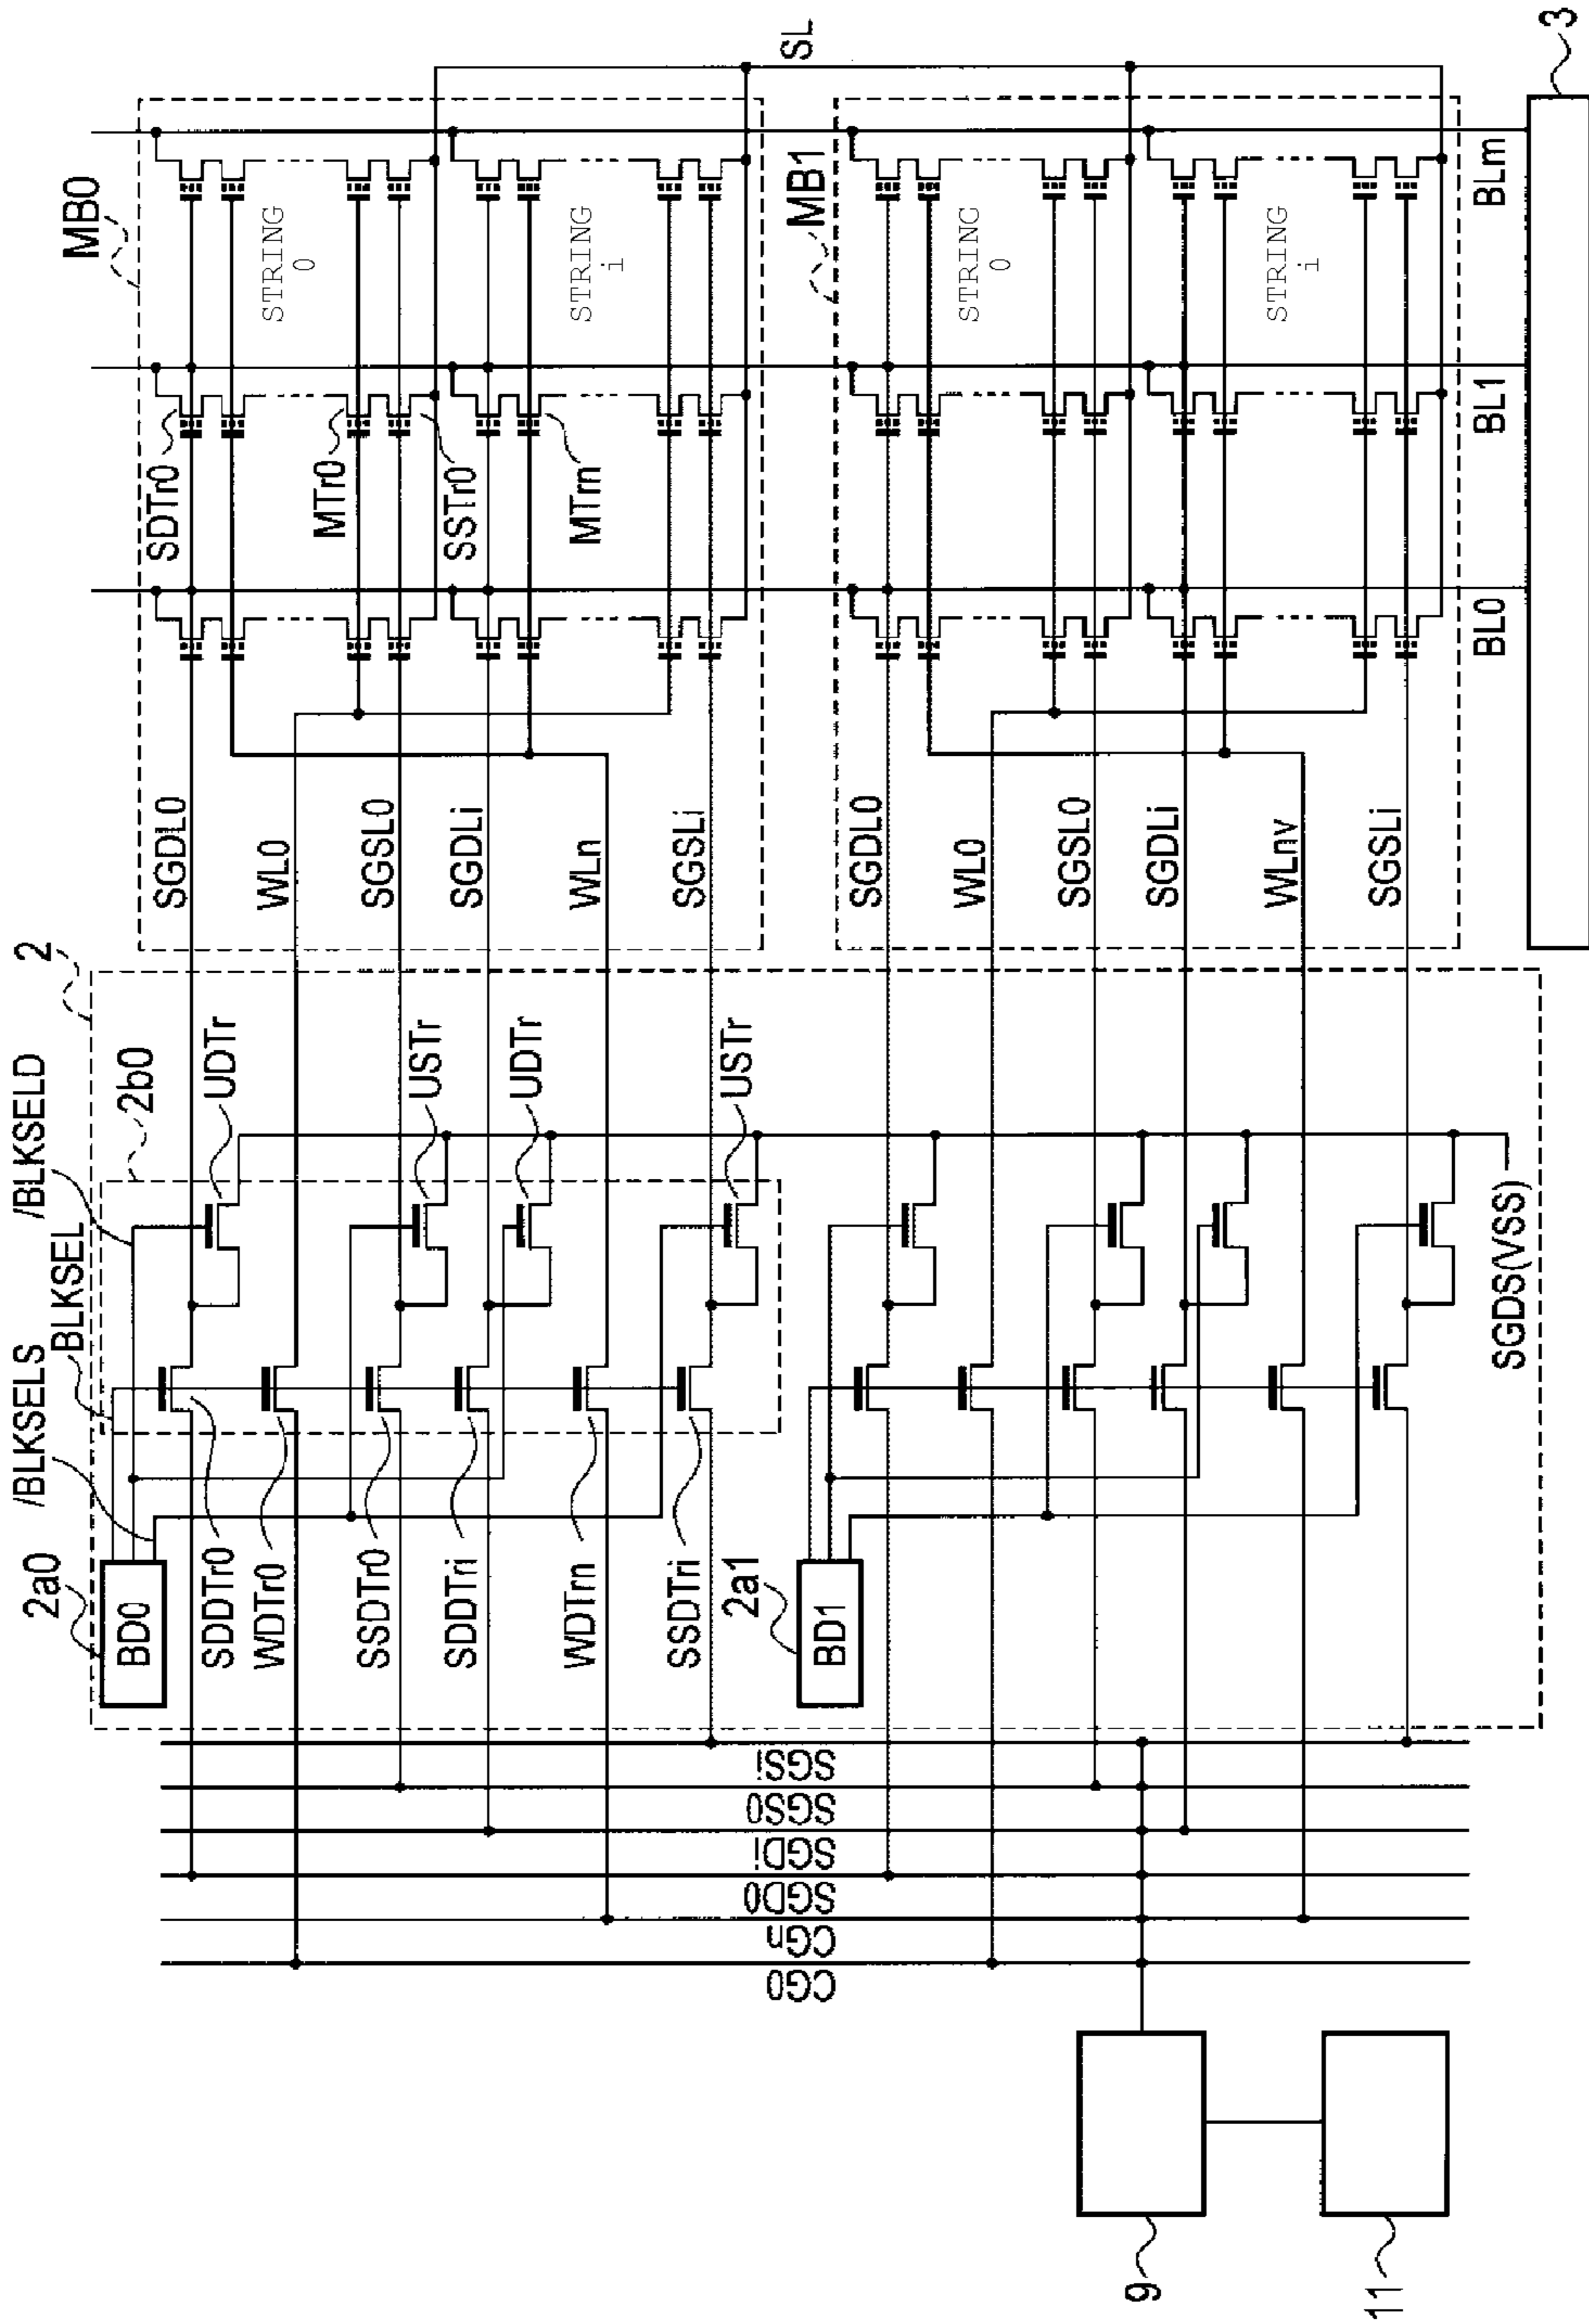 /BLKSELS
BLKSEL
/BLKSELD
2
MB0
2a0
BD0
2b0
UDTr
SGDL0
SDTr0
STRING
0
SDDTr0
WDTr0
WL0
MTr0
SSDTr0
USTr
SGSL0
SSTr0
SDDTri
UDTr
SGDLi
MTrn
STRING
i
WDTrn
WLn
SSDTri
USTr
SGSLi
SL
2a1
BD1
MB1
SGSi
SGS0
SGDi
SGD0
CGn
CG0
SGDL0
STRING
0
WL0
SGSL0
SGDLi
STRING
i
WLnv
SGSLi
SGDS(VSS)
BL0
BL1
BLm
3
9
11